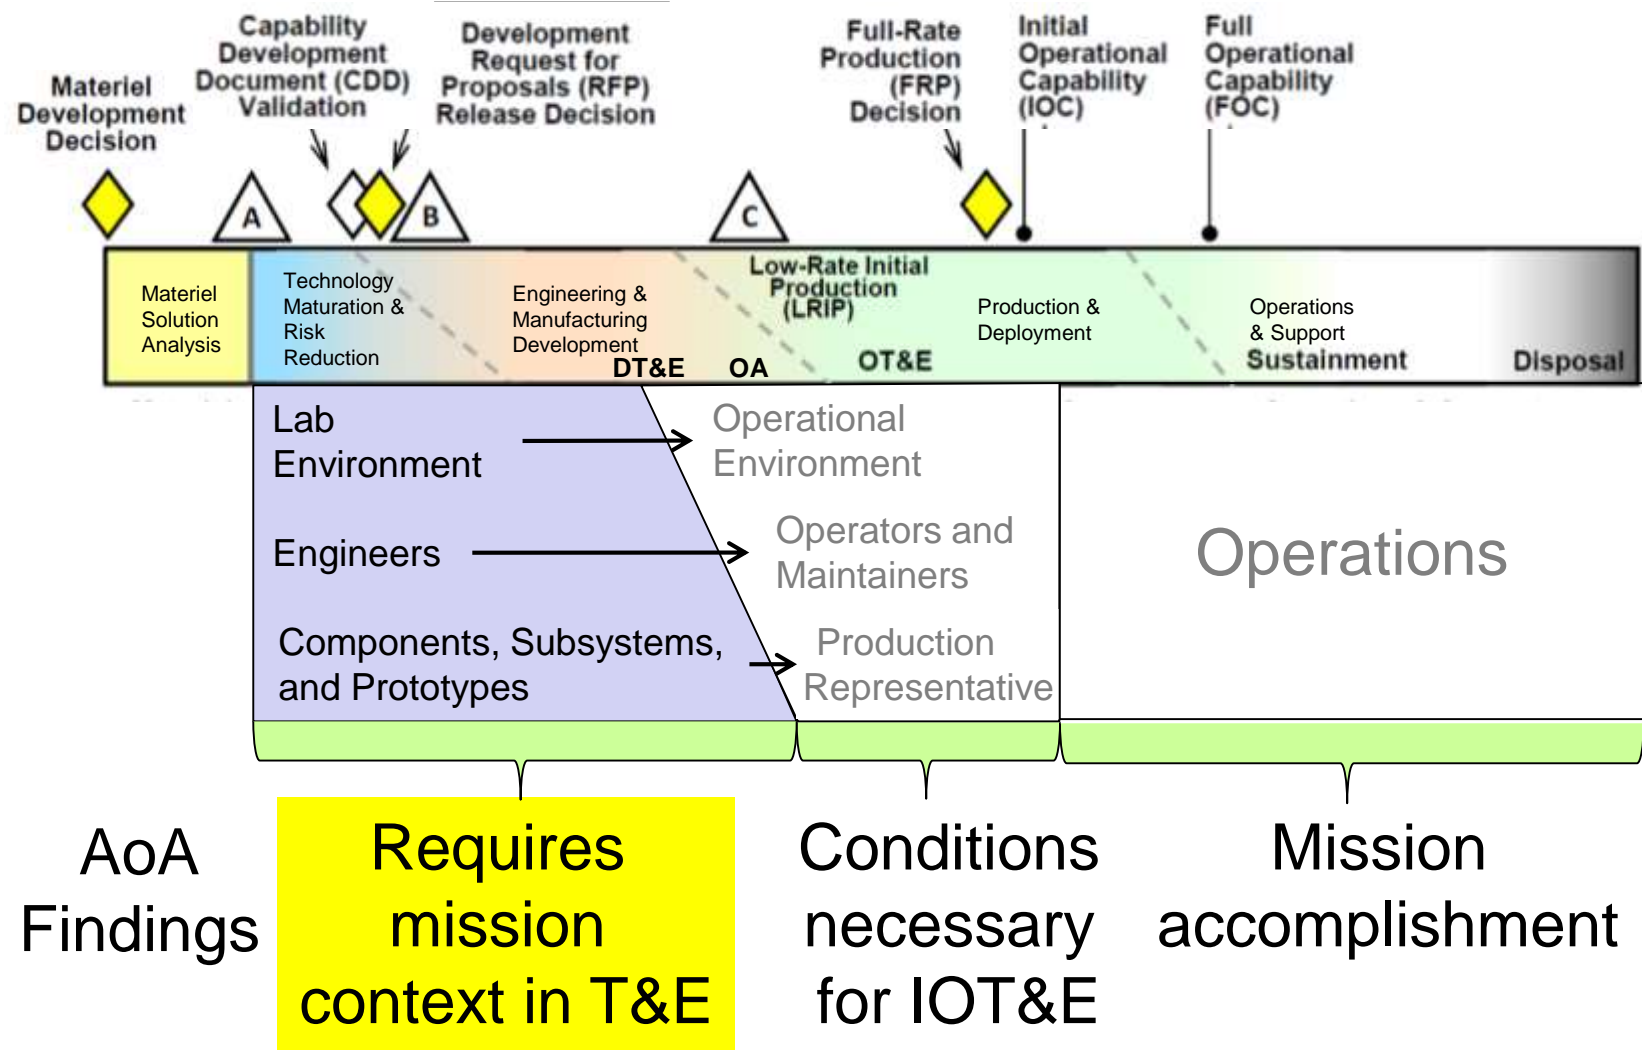 Materiel
Development
Decision
Capability
Development
Document (CDD)
Validation
Development
Request for
Proposals (RFP)
Release Decision
Full-Rate
Production
(FRP)
Decision
Initial
Operational
Capability
(IOC)
Full
Operational
Capability
(FOC)
A
B
C
Materiel
Solution
Analysis
Technology
Maturation &
Risk
Reduction
Engineering &
Manufacturing
Development
DT&E
OA
Low-Rate Initial
Production
(LRIP)
OT&E
Production &
Deployment
Operations
& Support
Sustainment
Disposal
Lab
Environment
Operational
Environment
Engineers
Operators and
Maintainers
Components, Subsystems,
and Prototypes
Production
Representative
Operations
AoA
Findings
Requires
mission
context in T&E
Conditions
necessary
for IOT&E
Mission
accomplishment